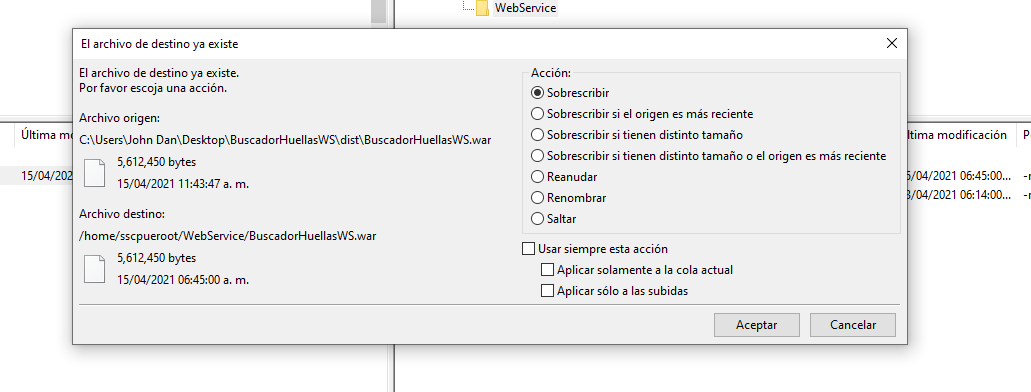 WebService
El archivo de destino ya existe
El archivo de destino ya existe.
Por favor escoja una acción.
Archivo origen:
C:\Users\John Dan\Desktop\BuscadorHuellasWS\dist\BuscadorHuellasWS.war
5,612,450 bytes
15/04/2021 11:43:47 a. m.
Archivo destino:
/home/sscpueroot/WebService/BuscadorHuellasWS.war
5,612,450 bytes
15/04/2021 06:45:00 a. m.
Acción:
Sobrescribir
Sobrescribir si el origen es más reciente
Sobrescribir si tienen distinto tamaño
Sobrescribir si tienen distinto tamaño o el origen es más reciente
Reanudar
Renombrar
Saltar
Usar siempre esta acción
Aplicar solamente a la cola actual
Aplicar sólo a las subidas
Aceptar
Cancelar
Última mo
15/04/202
ltima modificación
5/04/2021 06:45:00...
3/04/2021 06:14:00...